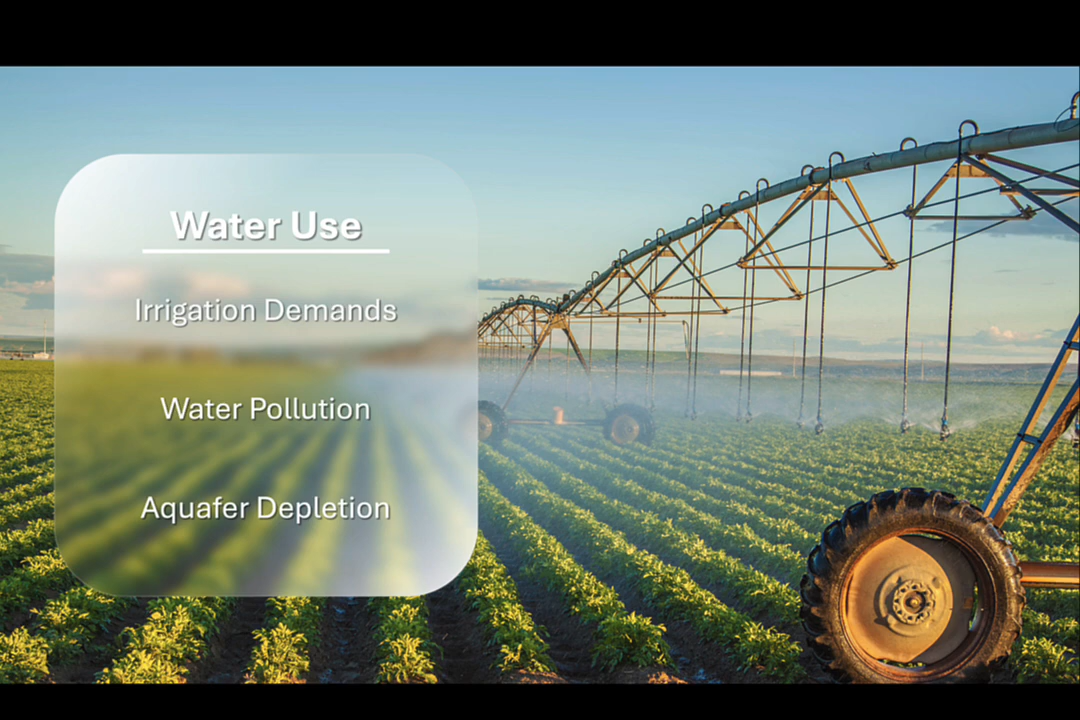 Water Use
Irrigation Demands
Water Pollution
Aquafer Depletion